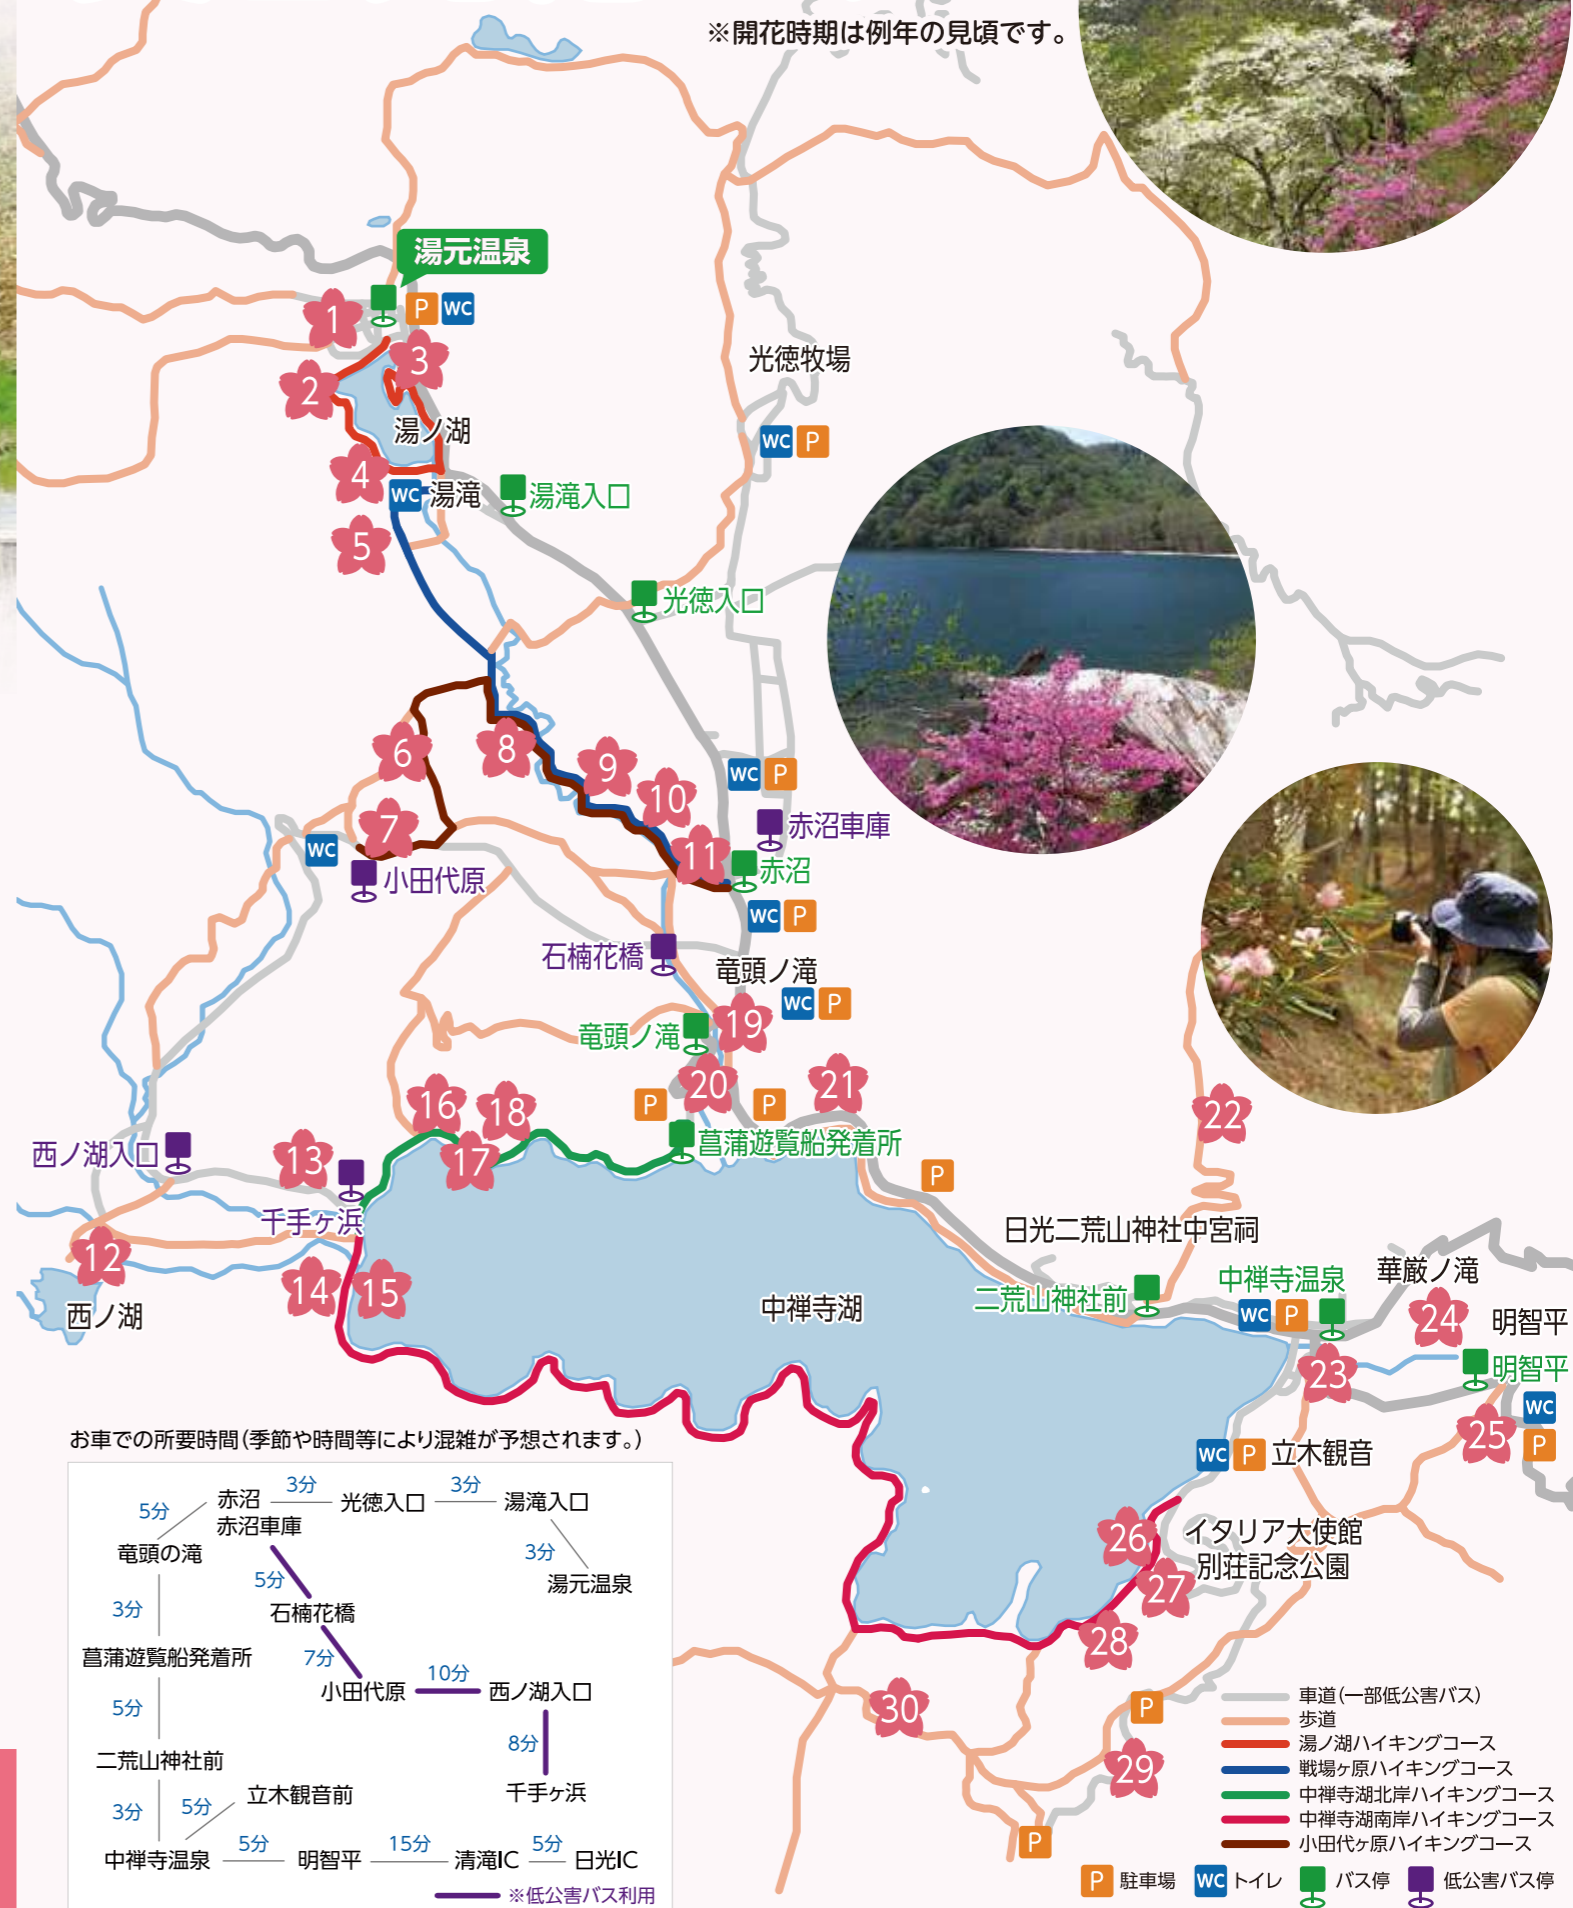 ※開花時期は例年の見頃です。
湯元温泉
1
P
WC
3
2
光徳牧場
湯ノ湖
WC
P
4
WC
湯滝
湯滝入口
5
光徳入口
6
8
9
WC
P
10
7
赤沼車庫
WC
11
赤沼
小田代原
WC
P
石楠花橋
竜頭ノ滝
WC
P
19
竜頭ノ滝
20
21
16
18
P
P
22
菖蒲遊覧船発着所
西ノ湖入口
13
17
P
千手ヶ浜
日光二荒山神社中宮祠
12
華厳ノ滝
中禅寺温泉
14
15
二荒山神社前
西ノ湖
中禅寺湖
WC
P
24
明智平
23
明智平
WC
25
P
WC
P
立木観音
26
イタリア大使館
別荘記念公園
27
28
30
P
29
P
お車での所要時間(季節や時間等により混雑が予想されます。)
赤沼
3分
光徳入口
3分
湯滝入口
5分
赤沼車庫
竜頭の滝
3分
湯元温泉
5分
石楠花橋
3分
菖蒲遊覧船発着所
7分
小田代原
10分
西ノ湖入口
5分
8分
二荒山神社前
立木観音前
千手ヶ浜
3分
5分
中禅寺温泉
5分
明智平
15分
清滝IC
5分
日光IC
※低公害バス利用
車道(一部低公害バス)
歩道
湯ノ湖ハイキングコース
戦場ヶ原ハイキングコース
中禅寺湖北岸ハイキングコース
中禅寺湖南岸ハイキングコース
小田代ヶ原ハイキングコース
P 駐車場 WC トイレ バス停 低公害バス停